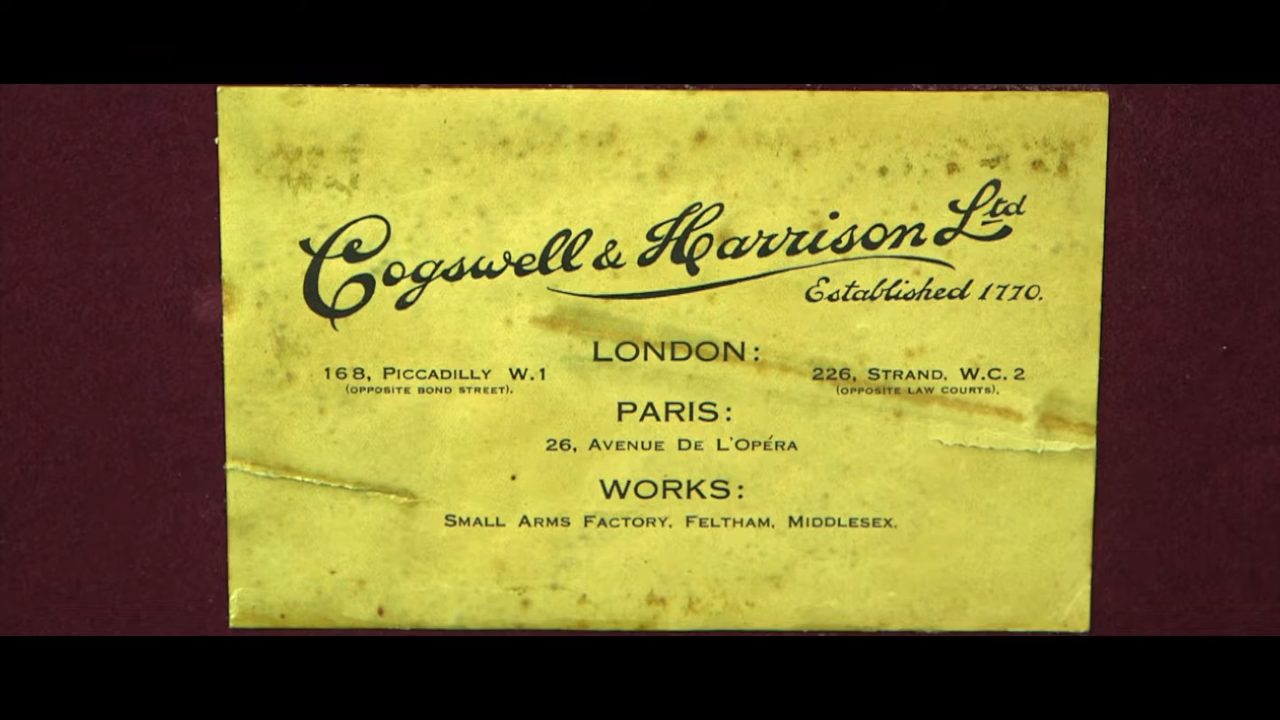 Cogswell & Harrison Ltd
Established 1770.
LONDON:
168, PICCADILLY W.1
(OPPOSITE BOND STREET).
226, STRAND. W.C. 2
(OPPOSITE LAW COURTS).
PARIS:
26, AVENUE DE L'OPÉRA
WORKS:
SMALL ARMS FACTORY. FELTHAM. MIDDLESEX.